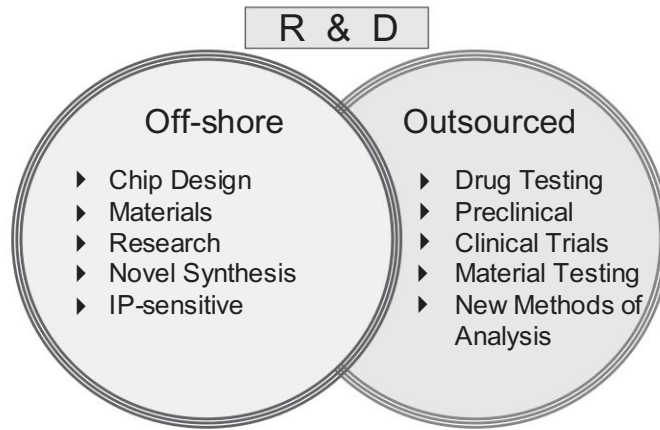 R & D
Off-shore
Chip Design
Materials
Research
Novel Synthesis
IP-sensitive
Outsourced
Drug Testing
Preclinical
Clinical Trials
Material Testing
New Methods of
Analysis